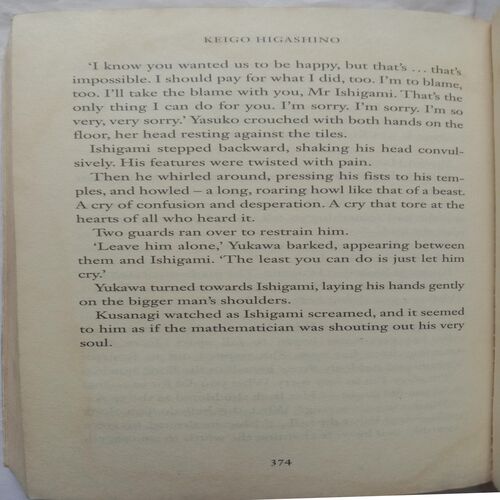 KEIGO HIGASHINO
‘I know you wanted us to be happy, but that’s … that’s
impossible. I should pay for what I did, too. I’m to blame,
too. I’ll take the blame with you, Mr Ishigami. That’s the
only thing I can do for you. I’m sorry. I’m sorry. I’m so
very, very sorry.’ Yasuko crouched with both hands on the
floor, her head resting against the tiles.
Ishigami stepped backward, shaking his head convul-
sively. His features were twisted with pain.
Then he whirled around, pressing his fists to his tem-
ples, and howled – a long, roaring howl like that of a beast.
A cry of confusion and desperation. A cry that tore at the
hearts of all who heard it.
Two guards ran over to restrain him.
‘Leave him alone,’ Yukawa barked, appearing between
them and Ishigami. ‘The least you can do is just let him
cry.’
Yukawa turned towards Ishigami, laying his hands gently
on the bigger man’s shoulders.
Kusanagi watched as Ishigami screamed, and it seemed
to him as if the mathematician was shouting out his very
soul.
374